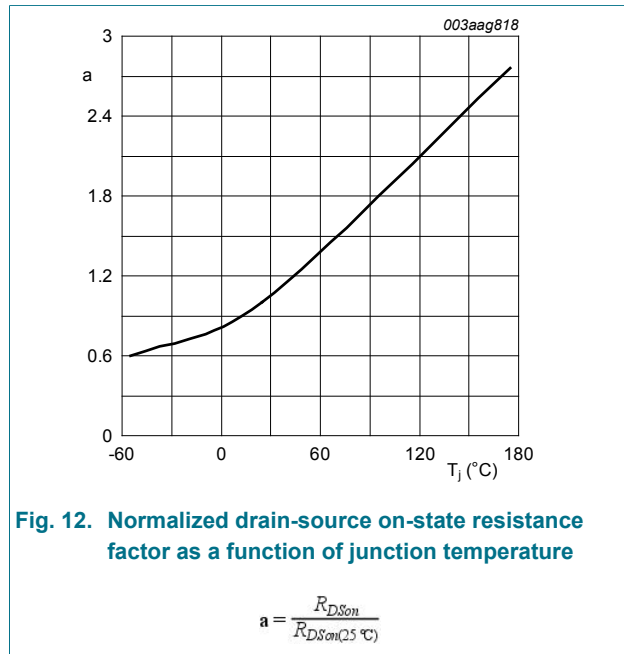 003aag818
3
a
2.4
1.8
1.2
0.6
0
-60
0
60
120
180
Tj (°C)
Fig. 12. Normalized drain-source on-state resistance
factor as a function of junction temperature
a = RDSon / RDSon(25 °C)